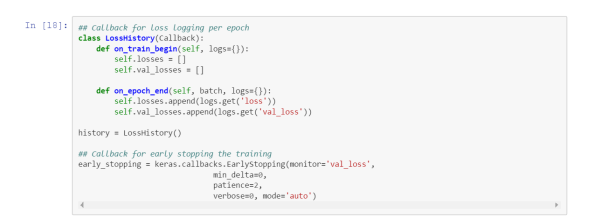 In [18]:
## Callback for loss logging per epoch
class LossHistory(Callback):
    def on_train_begin(self, logs={}):
        self.losses = []
        self.val_losses = []

    def on_epoch_end(self, batch, logs={}):
        self.losses.append(logs.get('loss'))
        self.val_losses.append(logs.get('val_loss'))

history = LossHistory()

## Callback for early stopping the training
early_stopping = keras.callbacks.EarlyStopping(monitor='val_loss',
                              min_delta=0,
                              patience=2,
                              verbose=0, mode='auto')